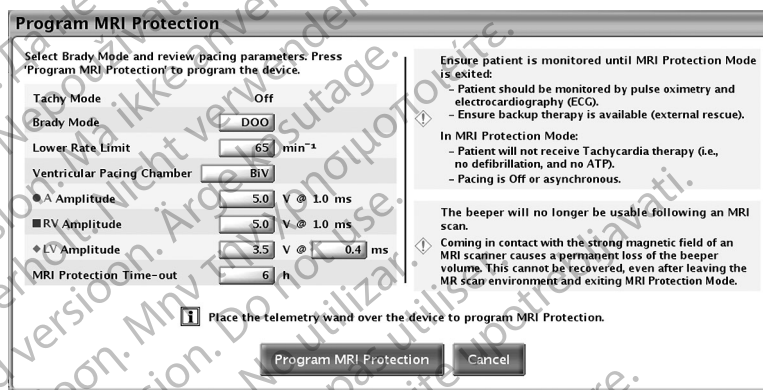 Program MRI Protection
Select Brady Mode and review pacing parameters. Press
'Program MRI Protection' to program the device.
Tachy Mode Off
Brady Mode DOO
Lower Rate Limit 65 min⁻¹
Ventricular Pacing Chamber BiV
A Amplitude 5.0 V @ 1.0 ms
RV Amplitude 5.0 V @ 1.0 ms
LV Amplitude 3.5 V @ 0.4 ms
MRI Protection Time-out 6 h
Ensure patient is monitored until MRI Protection Mode
is exited:
- Patient should be monitored by pulse oximetry and
electrocardiography (ECG).
- Ensure backup therapy is available (external rescue).
In MRI Protection Mode:
- Patient will not receive Tachycardia therapy (i.e.,
no defibrillation, and no ATP).
- Pacing is Off or asynchronous.
The beeper will no longer be usable following an MRI
scan.
Coming in contact with the strong magnetic field of an
MRI scanner causes a permanent loss of the beeper
volume. This cannot be recovered, even after leaving the
MR scan environment and exiting MRI Protection Mode.
Place the telemetry wand over the device to program MRI Protection.
Program MRI Protection
Cancel